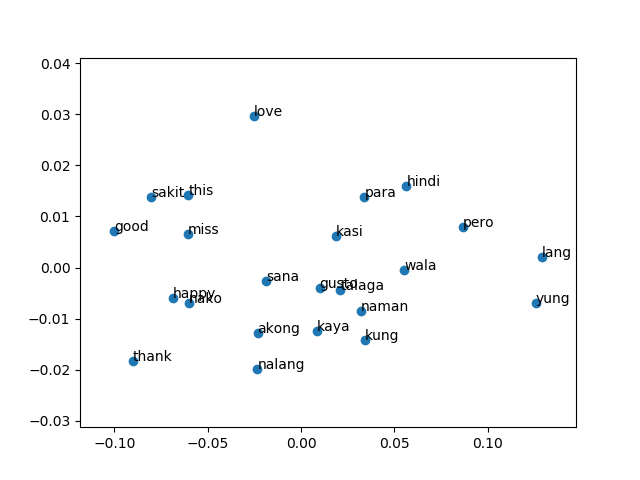 0.04
love
0.03
0.02
sakit this
hindi
para
0.01
good
miss
pero
kasi
lang
0.00
wala
sana
gusto talaga
happy
nako
yung
−0.01
naman
akong
kaya
kung
thank
−0.02
nalang
−0.03
−0.10 −0.05 0.00 0.05 0.10